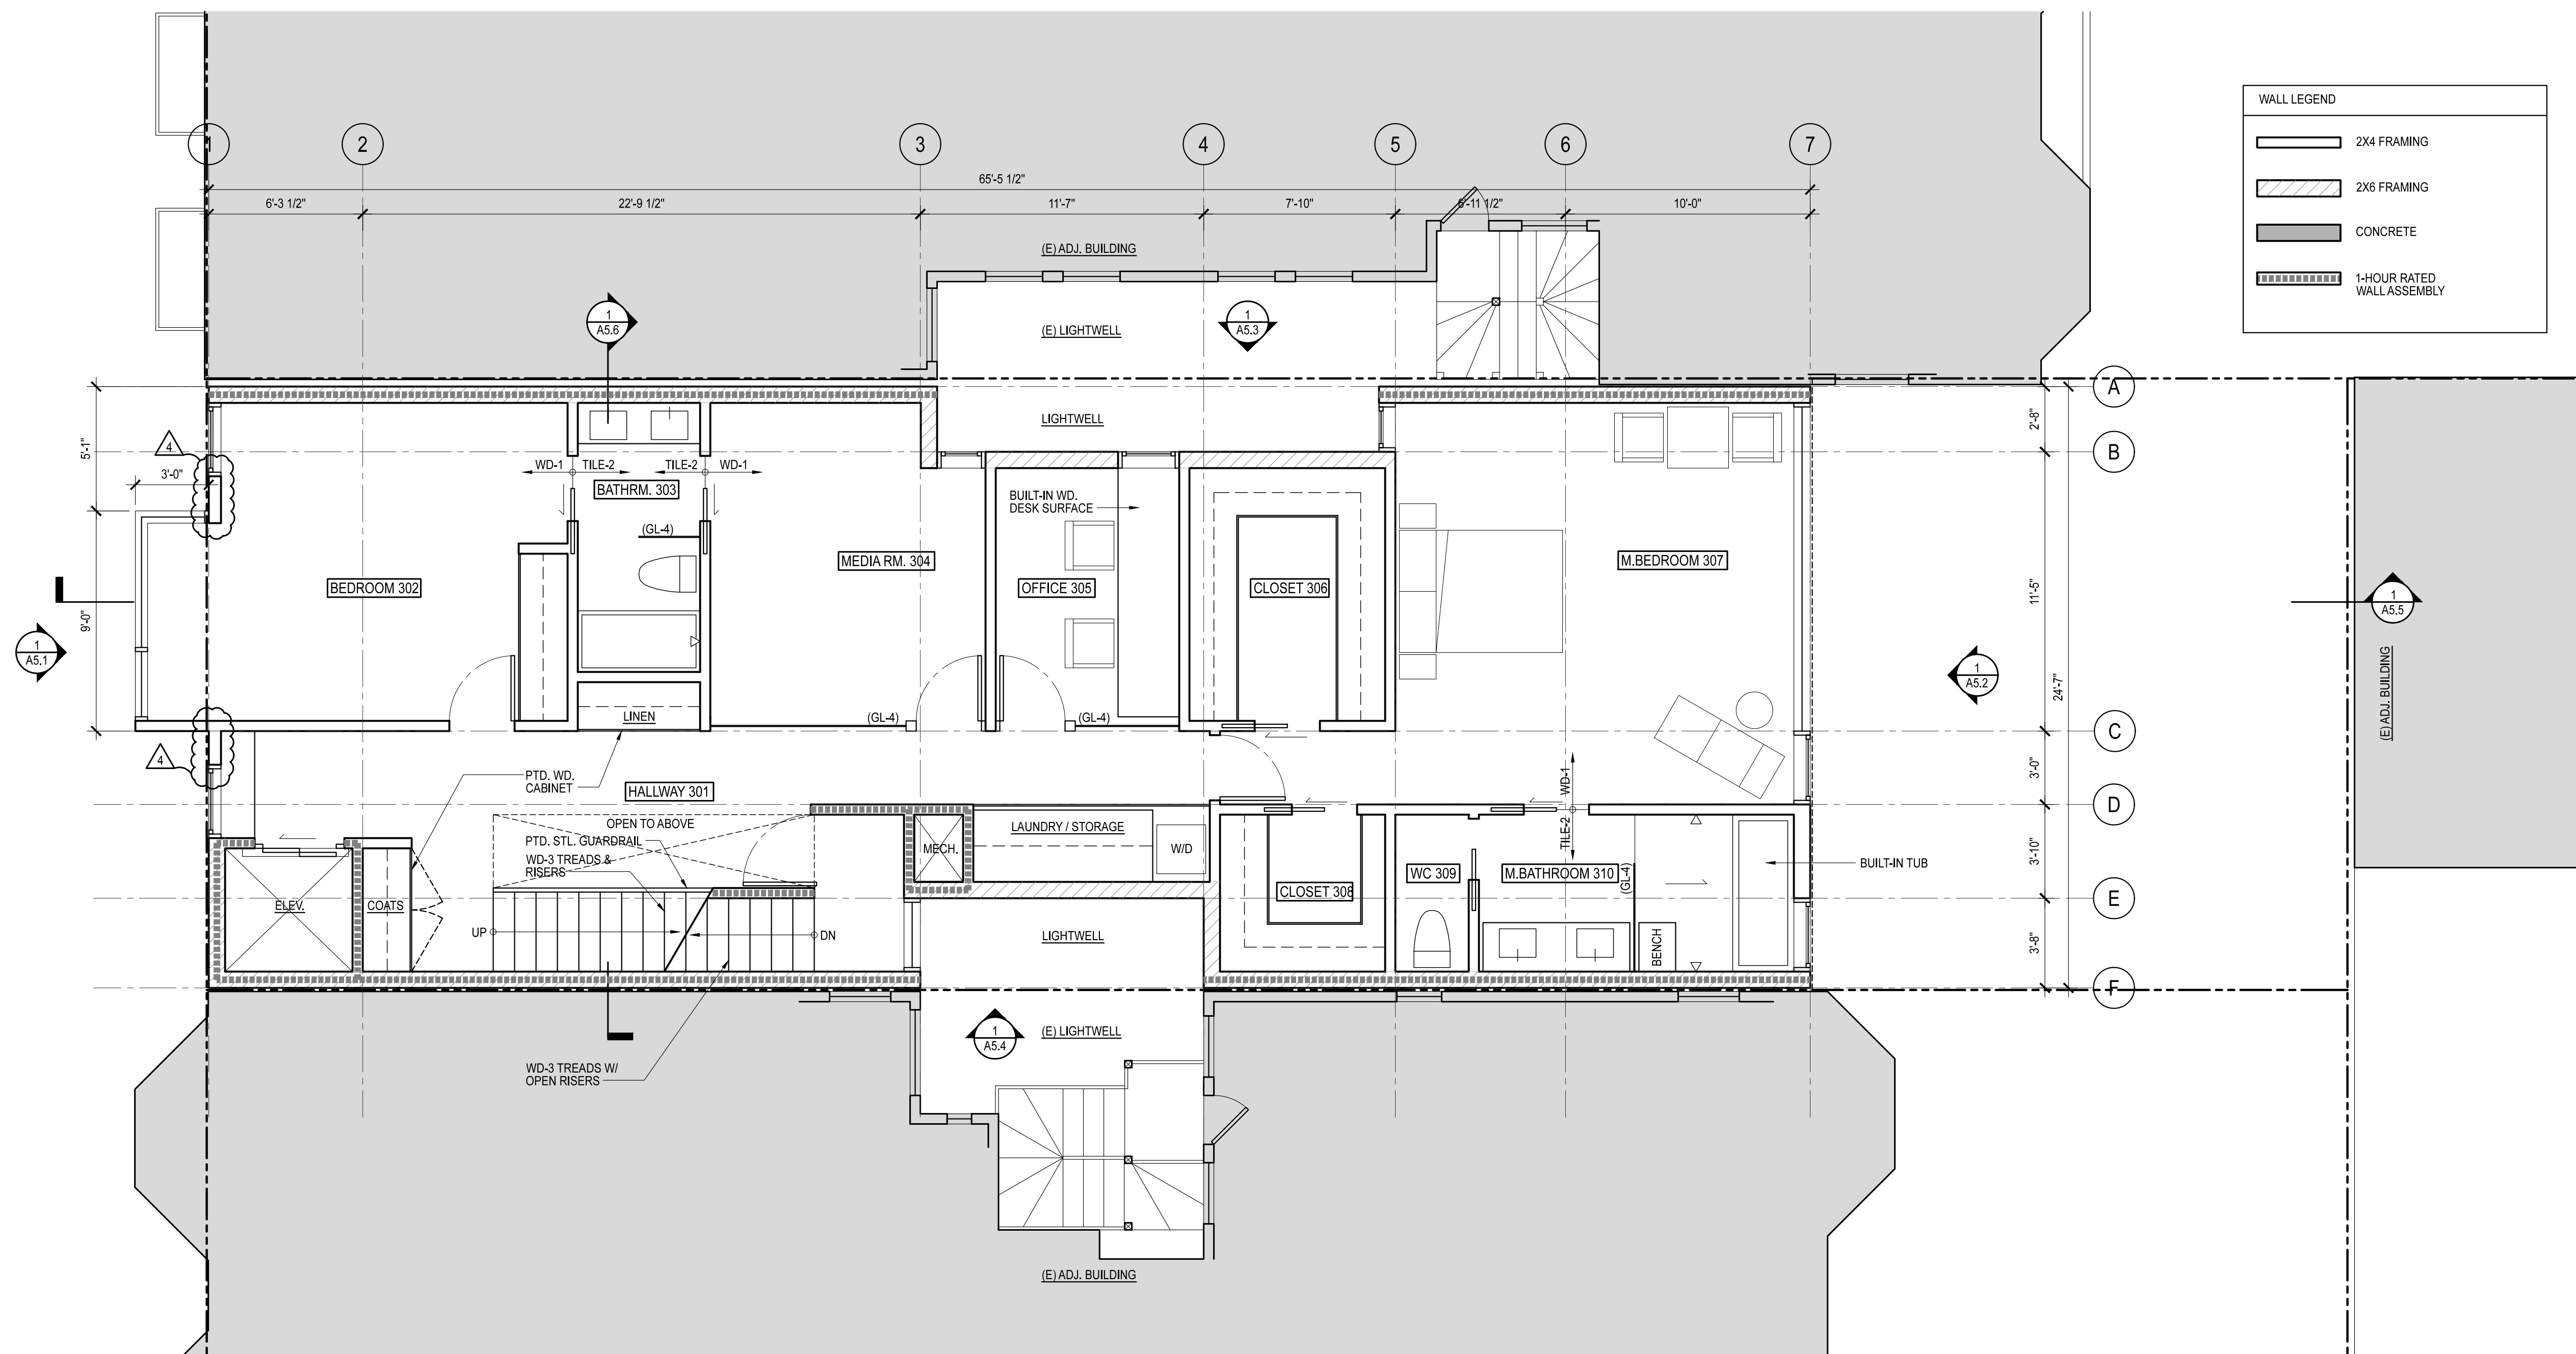 WALL LEGEND
2X4 FRAMING
2X6 FRAMING
CONCRETE
1-HOUR RATED
WALL ASSEMBLY
1
2
3
4
5
6
7
65'-5 1/2"
6'-3 1/2"
22'-9 1/2"
11'-7"
7'-10"
6'-11 1/2"
10'-0"
(E) ADJ. BUILDING
1
A5.6
(E) LIGHTWELL
1
A5.3
A
LIGHTWELL
2'-8"
5'-1"
4
B
3'-0"
WD-1
TILE-2
TILE-2
WD-1
BATHRM. 303
BUILT-IN WD.
DESK SURFACE
(GL-4)
MEDIA RM. 304
M.BEDROOM 307
BEDROOM 302
OFFICE 305
CLOSET 306
11'-5"
1
A5.5
9'-0"
1
A5.1
1
A5.2
24'-7"
(E) ADJ. BUILDING
LINEN
(GL-4)
(GL-4)
C
4
PTD. WD.
CABINET
HALLWAY 301
WD-1
3'-0"
D
OPEN TO ABOVE
PTD. STL. GUARDRAIL
WD-3 TREADS &
RISERS
LAUNDRY / STORAGE
MECH.
W/D
TILE-2
3'-10"
BUILT-IN TUB
WC 309
M.BATHROOM 310
(GL-4)
CLOSET 308
ELEV.
COATS
E
UP
DN
LIGHTWELL
BENCH
3'-8"
F
1
A5.4
(E) LIGHTWELL
WD-3 TREADS W/
OPEN RISERS
(E) ADJ. BUILDING